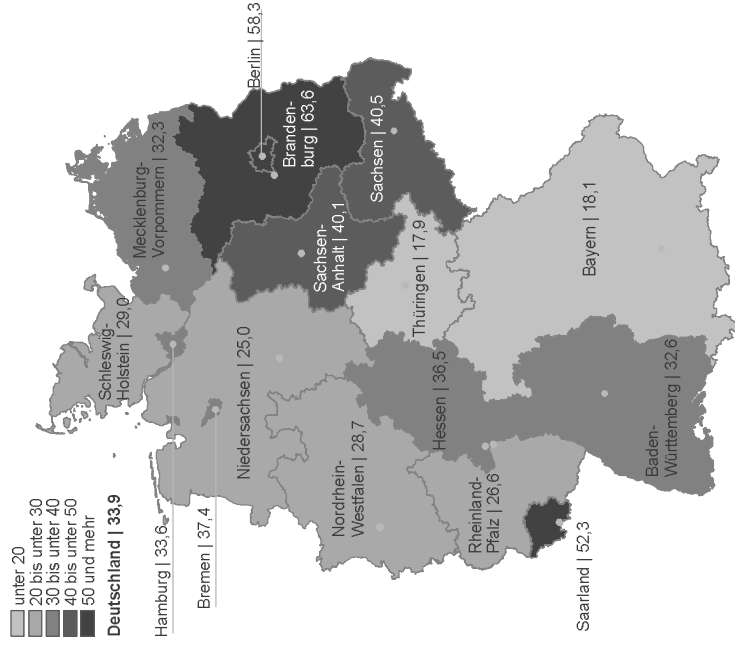 unter 20
20 bis unter 30
30 bis unter 40
40 bis unter 50
50 und mehr
Deutschland | 33,9
Hamburg | 33,6
Bremen | 37,4
Schleswig-
Holstein | 29,0
Mecklenburg-
Vorpommern | 32,3
Berlin | 58,3
Niedersachsen | 25,0
Branden-
burg | 63,6
Sachsen-
Anhalt | 40,1
Sachsen | 40,5
Nordrhein-
Westfalen | 28,7
Hessen | 36,5
Thüringen | 17,9
Rheinland-
Pfalz | 26,6
Saarland | 52,3
Baden-
Württemberg | 32,6
Bayern | 18,1